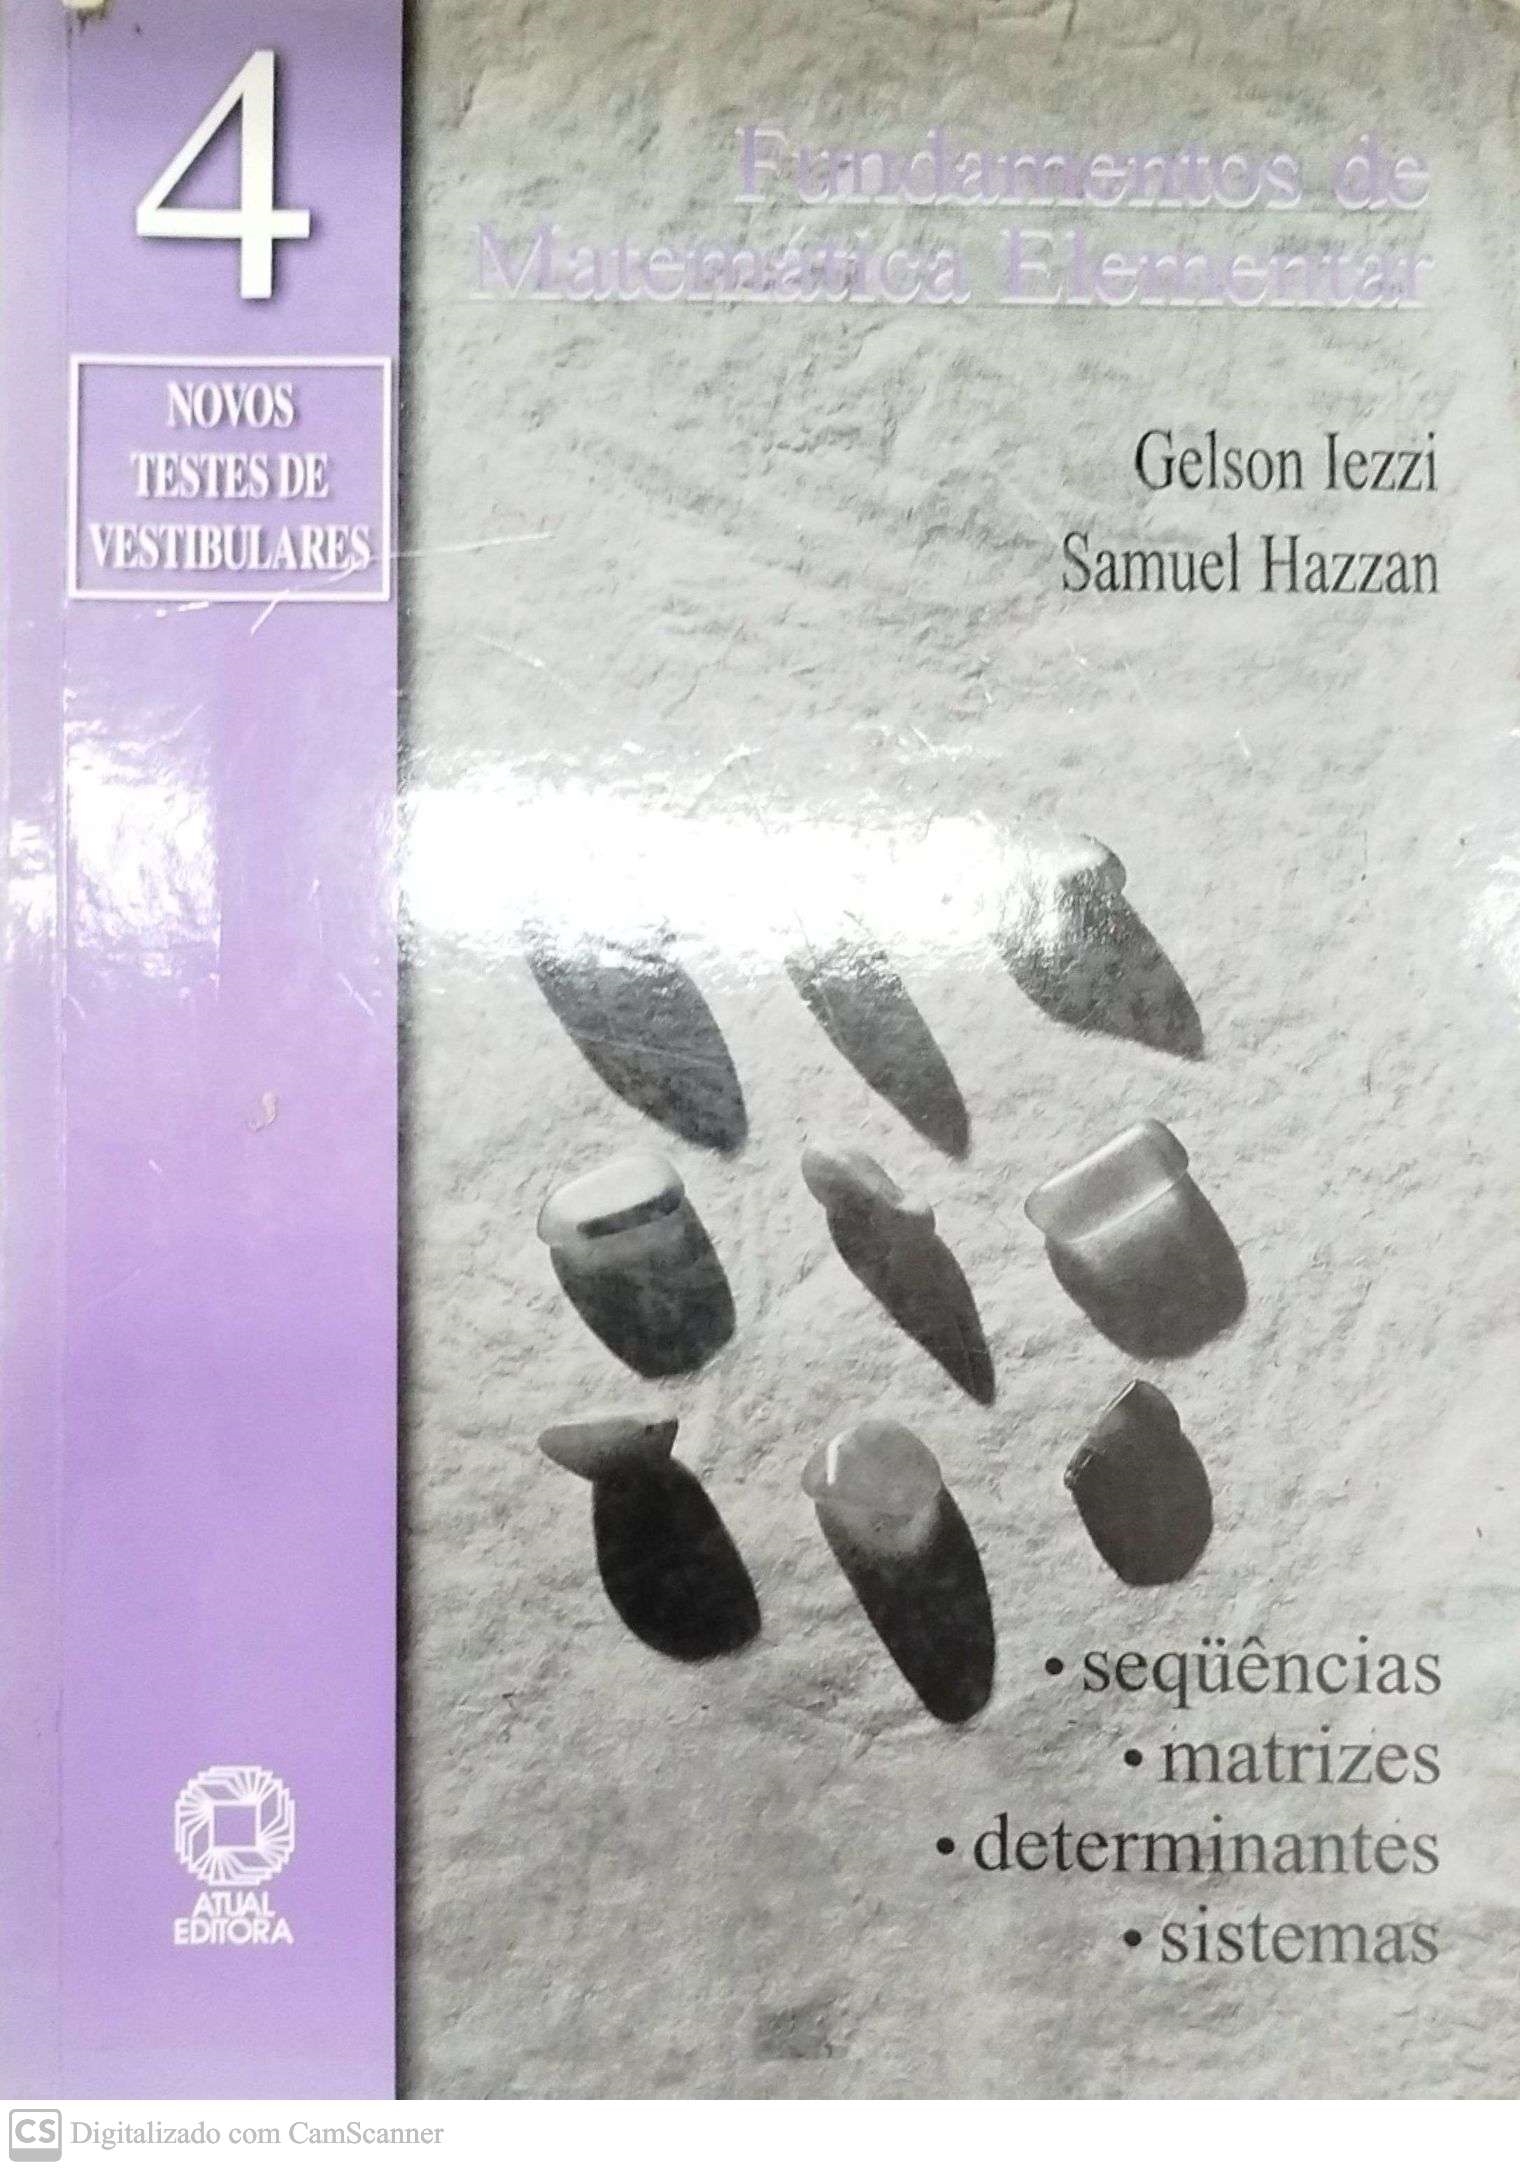 4
NOVOS
TESTES DE
VESTIBULARES
Fundamentos de
Matemática Elementar
Gelson Iezzi
Samuel Hazzan
• seqüências
• matrizes
• determinantes
• sistemas
ATUAL
EDITORA
CS Digitalizado com CamScanner